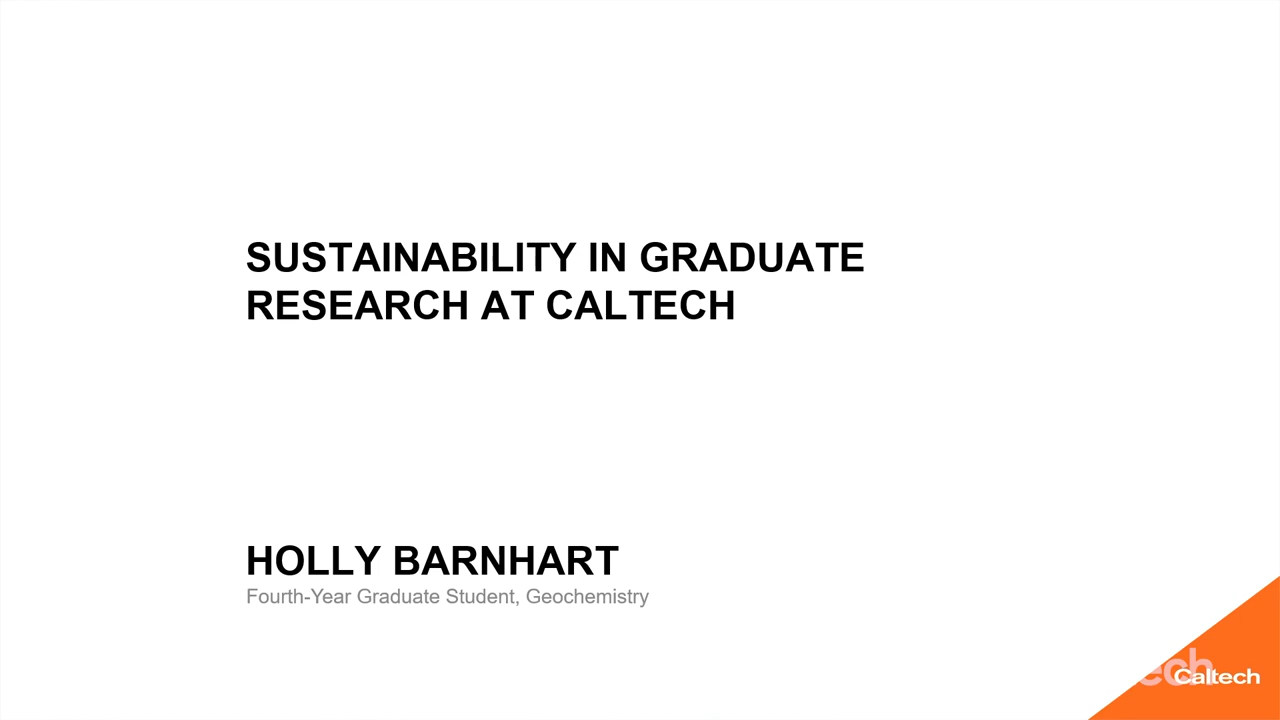 SUSTAINABILITY IN GRADUATE
RESEARCH AT CALTECH
HOLLY BARNHART
Fourth-Year Graduate Student, Geochemistry
Caltech